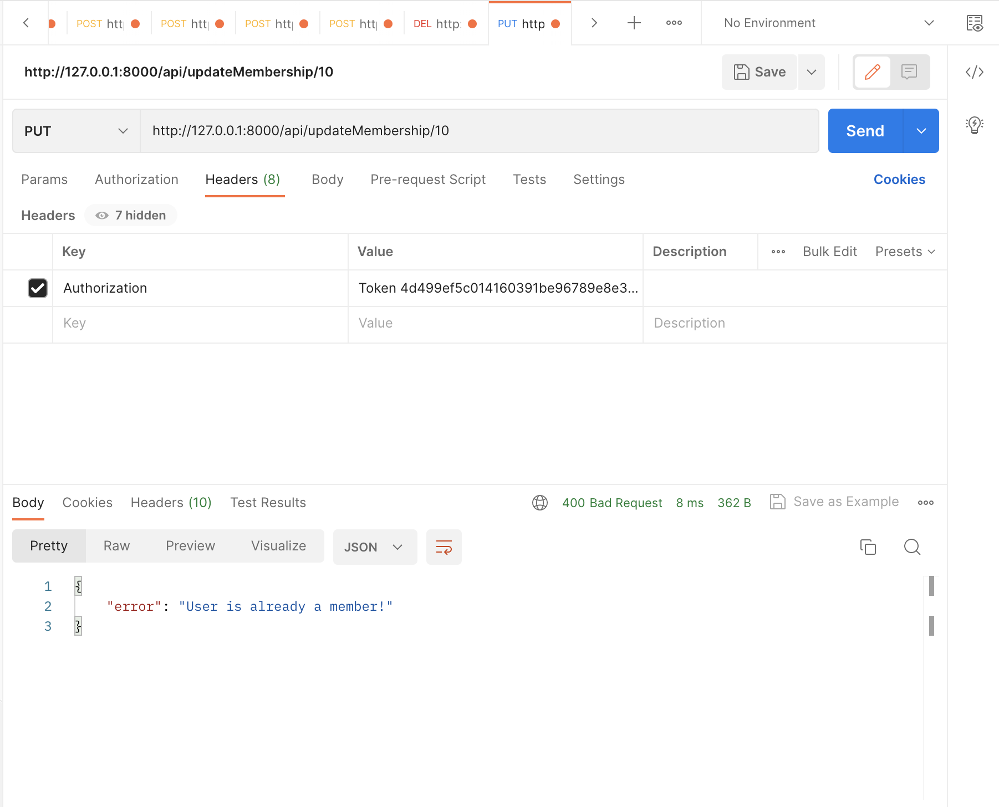 POST htt POST htt POST htt POST htt DEL http: PUT http No Environment
http://127.0.0.1:8000/api/updateMembership/10 Save
PUT http://127.0.0.1:8000/api/updateMembership/10 Send
Params Authorization Headers (8) Body Pre-request Script Tests Settings Cookies
Headers 7 hidden
Key Value Description Bulk Edit Presets
Authorization Token 4d499ef5c014160391be96789e8e3...
Key Value Description
Body Cookies Headers (10) Test Results 400 Bad Request 8 ms 362 B Save as Example
Pretty Raw Preview Visualize JSON
1 {
2 "error": "User is already a member!"
3 }